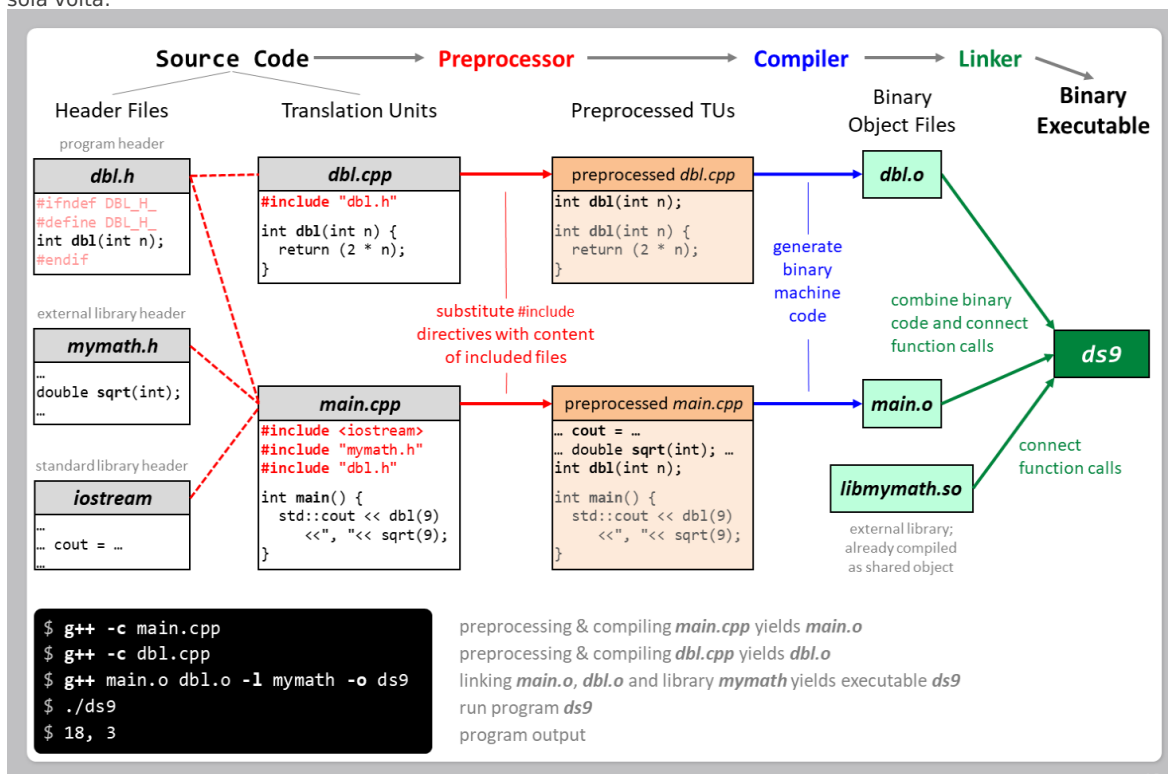 sola volta.
Source Code
Preprocessor
Compiler
Linker
Binary
Executable
Header Files
Translation Units
Preprocessed TUs
Binary
Object Files
program header
dbl.h
#ifndef DBL_H_
#define DBL_H_
int dbl(int n);
#endif
external library header
mymath.h
…
double sqrt(int);
…
standard library header
iostream
…
… cout = …
…
dbl.cpp
#include "dbl.h"
int dbl(int n) {
return (2 * n);
}
main.cpp
#include <iostream>
#include "mymath.h"
#include "dbl.h"
int main() {
std::cout << dbl(9)
<<", "<< sqrt(9);
}
substitute #include
directives with content
of included files
preprocessed dbl.cpp
int dbl(int n);
int dbl(int n) {
return (2 * n);
}
preprocessed main.cpp
… cout = …
… double sqrt(int); …
int dbl(int n);
int main() {
std::cout << dbl(9)
<<", "<< sqrt(9);
}
generate
binary
machine
code
dbl.o
main.o
libmymath.so
external library;
already compiled
as shared object
combine binary
code and connect
function calls
ds9
connect
function calls
$ g++ -c main.cpp
$ g++ -c dbl.cpp
$ g++ main.o dbl.o -l mymath -o ds9
$ ./ds9
$ 18, 3
preprocessing & compiling main.cpp yields main.o
preprocessing & compiling dbl.cpp yields dbl.o
linking main.o, dbl.o and library mymath yields executable ds9
run program ds9
program output